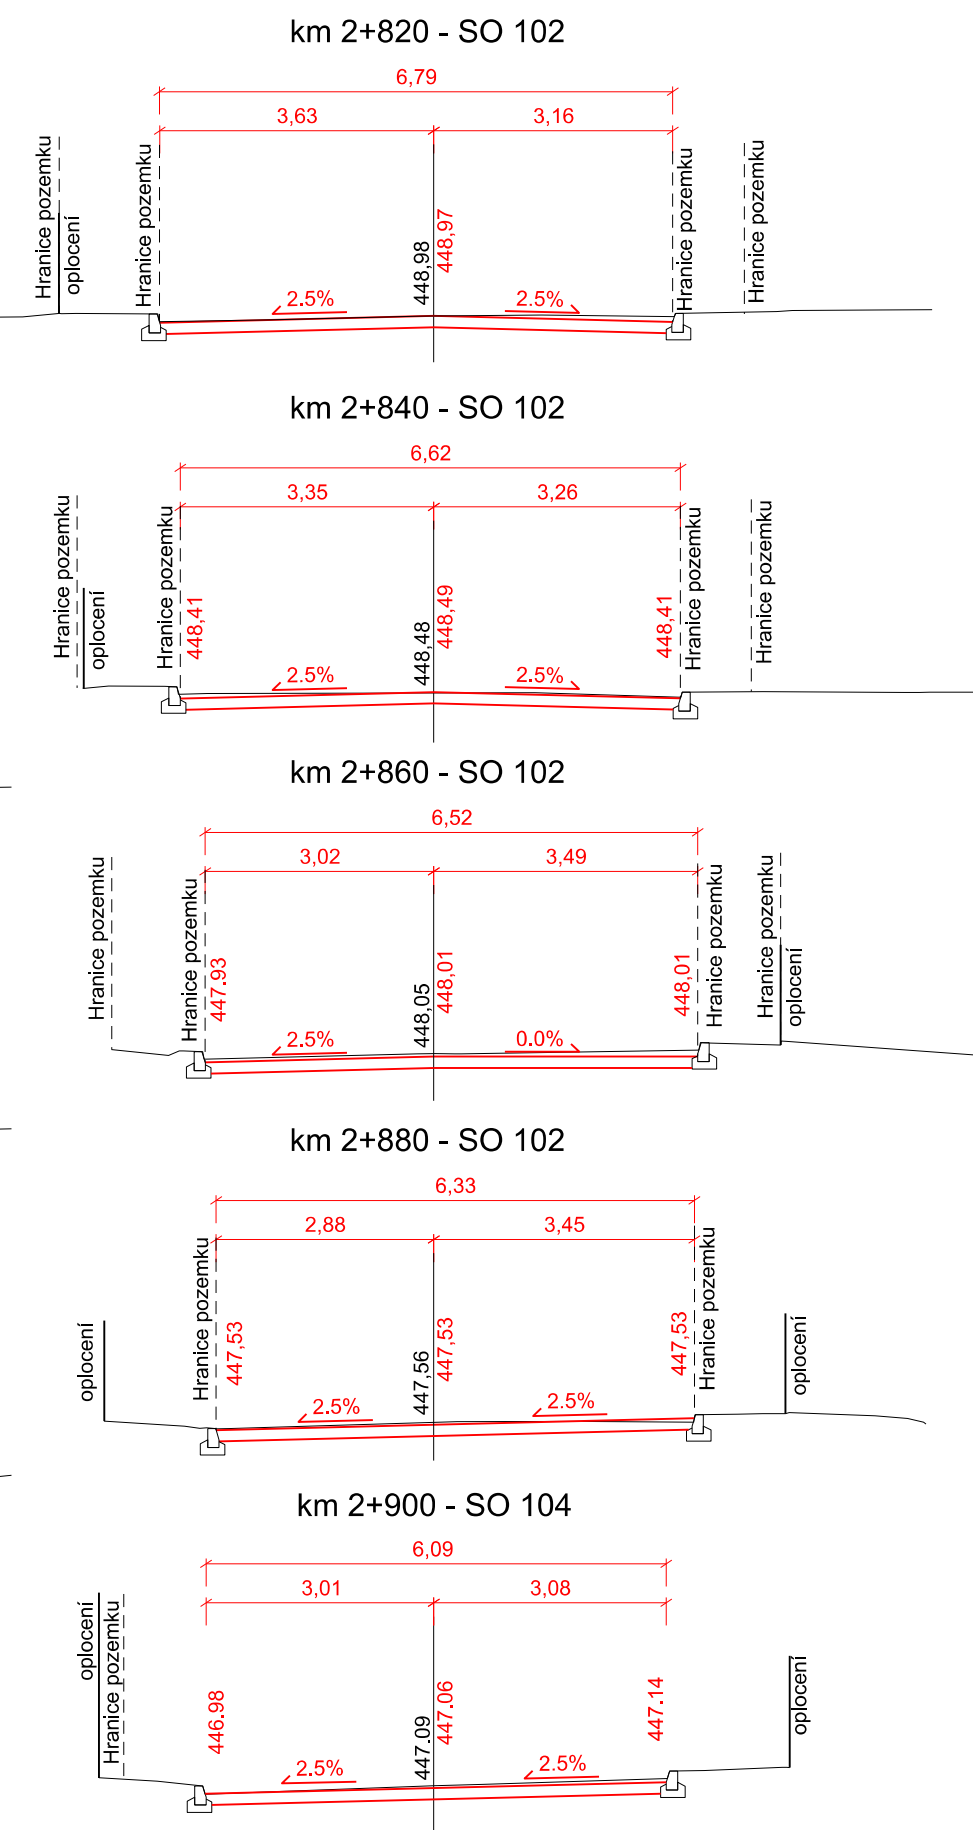 km 2+820 - SO 102
6,79
3,63
3,16
Hranice pozemku
oplocení
Hranice pozemku
448,98
448,97
Hranice pozemku
Hranice pozemku
2.5%
2.5%
km 2+840 - SO 102
6,62
3,35
3,26
Hranice pozemku
oplocení
Hranice pozemku
448,41
448,48
448,49
448,41
Hranice pozemku
Hranice pozemku
2.5%
2.5%
km 2+860 - SO 102
6,52
3,02
3,49
Hranice pozemku
Hranice pozemku
447.93
448,05
448,01
448,01
Hranice pozemku
Hranice pozemku
oplocení
2.5%
0.0%
km 2+880 - SO 102
6,33
2,88
3,45
oplocení
Hranice pozemku
447,53
447,56
447,53
447,53
Hranice pozemku
oplocení
2.5%
2.5%
km 2+900 - SO 104
6,09
3,01
3,08
oplocení
Hranice pozemku
446.98
447.09
447.06
447.14
oplocení
2.5%
2.5%